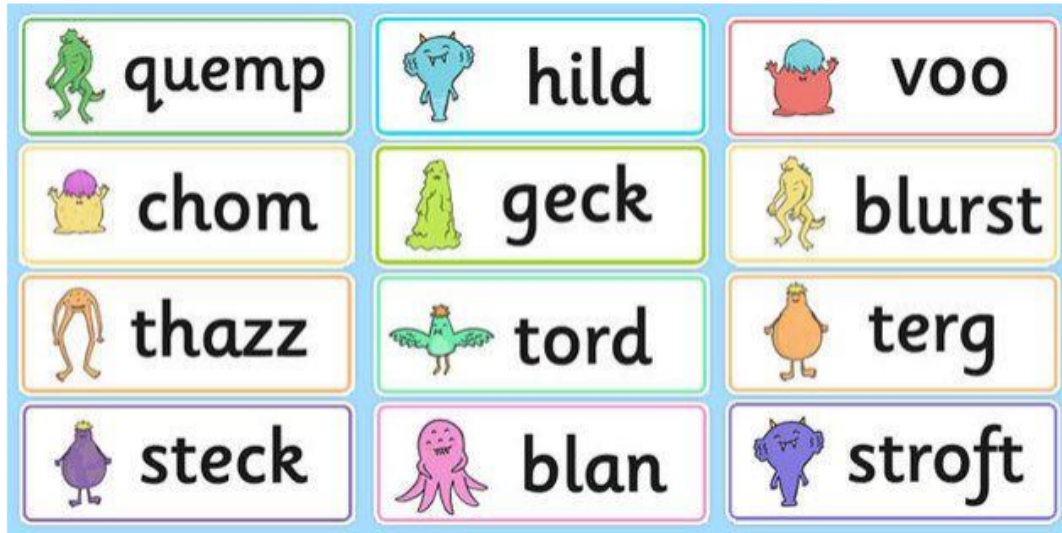 quemp
hild
voo
chom
geck
blurst
thazz
tord
terg
steck
blan
stroft